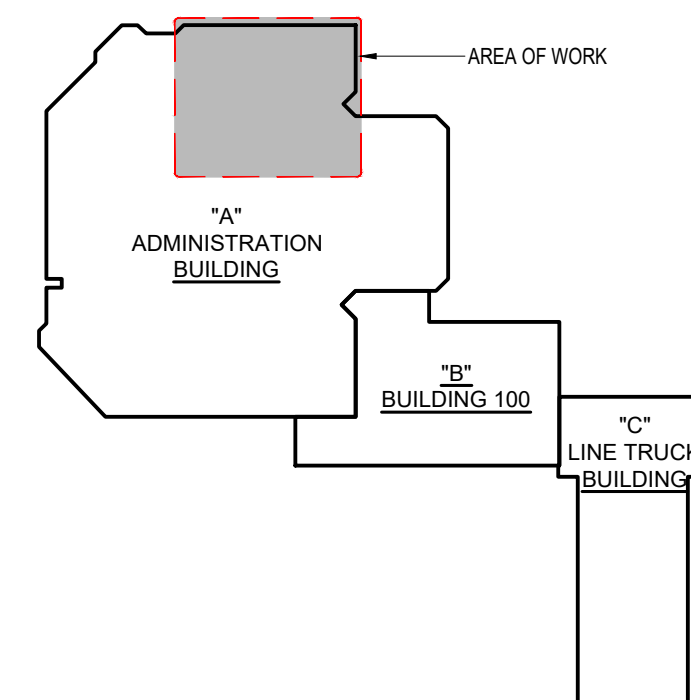 AREA OF WORK
"A"
ADMINISTRATION
BUILDING
"B"
BUILDING 100
"C"
LINE TRUCK
BUILDING